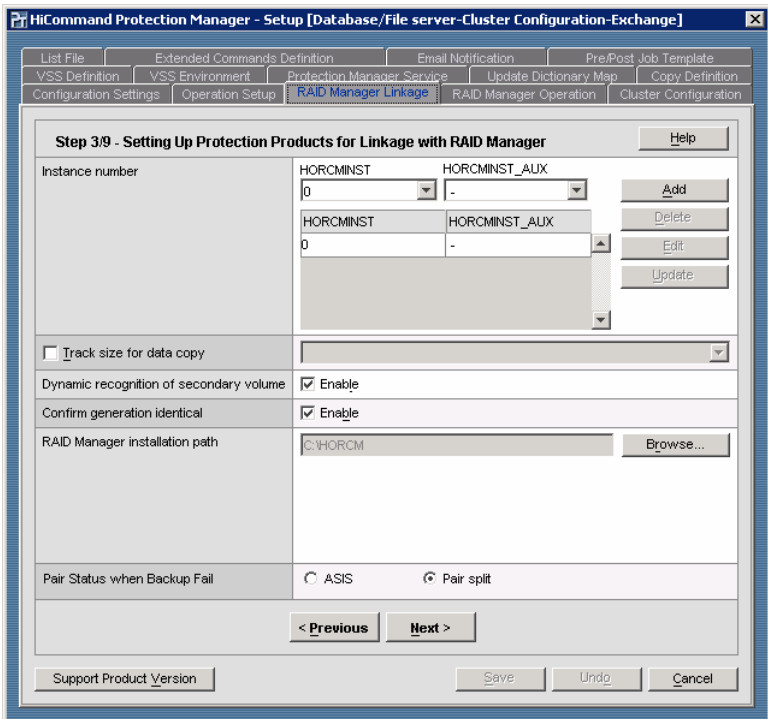 HiCommand Protection Manager - Setup [Database/File server-Cluster Configuration-Exchange]
List File Extended Commands Definition Email Notification Pre/Post Job Template
VSS Definition VSS Environment Protection Manager Service Update Dictionary Map Copy Definition
Configuration Settings Operation Setup RAID Manager Linkage RAID Manager Operation Cluster Configuration
Step 3/9 - Setting Up Protection Products for Linkage with RAID Manager Help
Instance number HORCMINST HORCMINST_AUX
0 - Add
HORCMINST HORCMINST_AUX Delete
0 - Edit
Update
Track size for data copy
Dynamic recognition of secondary volume Enable
Confirm generation identical Enable
RAID Manager installation path C:\HORCM Browse...
Pair Status when Backup Fail ASIS Pair split
< Previous Next >
Support Product Version Save Undo Cancel